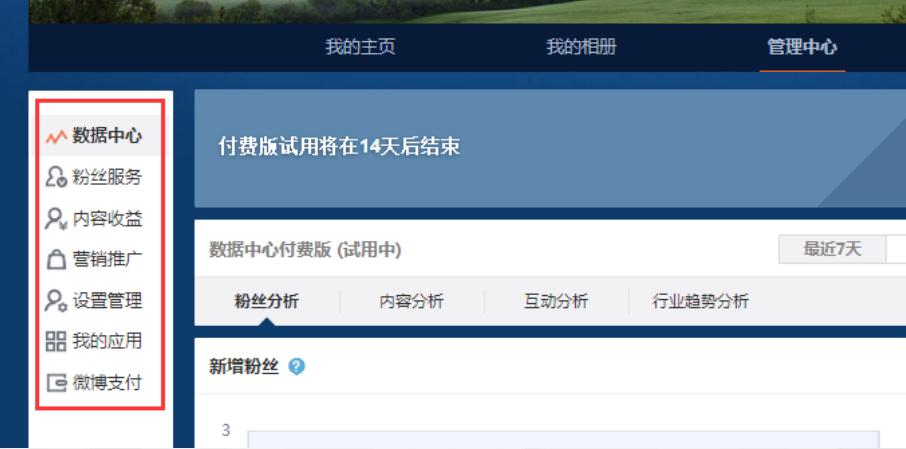 我的主页 我的相册 管理中心
数据中心
粉丝服务
内容收益
营销推广
设置管理
我的应用
微博支付
付费版试用将在14天后结束
数据中心付费版 (试用中) 最近7天
粉丝分析 内容分析 互动分析 行业趋势分析
新增粉丝 ?
3